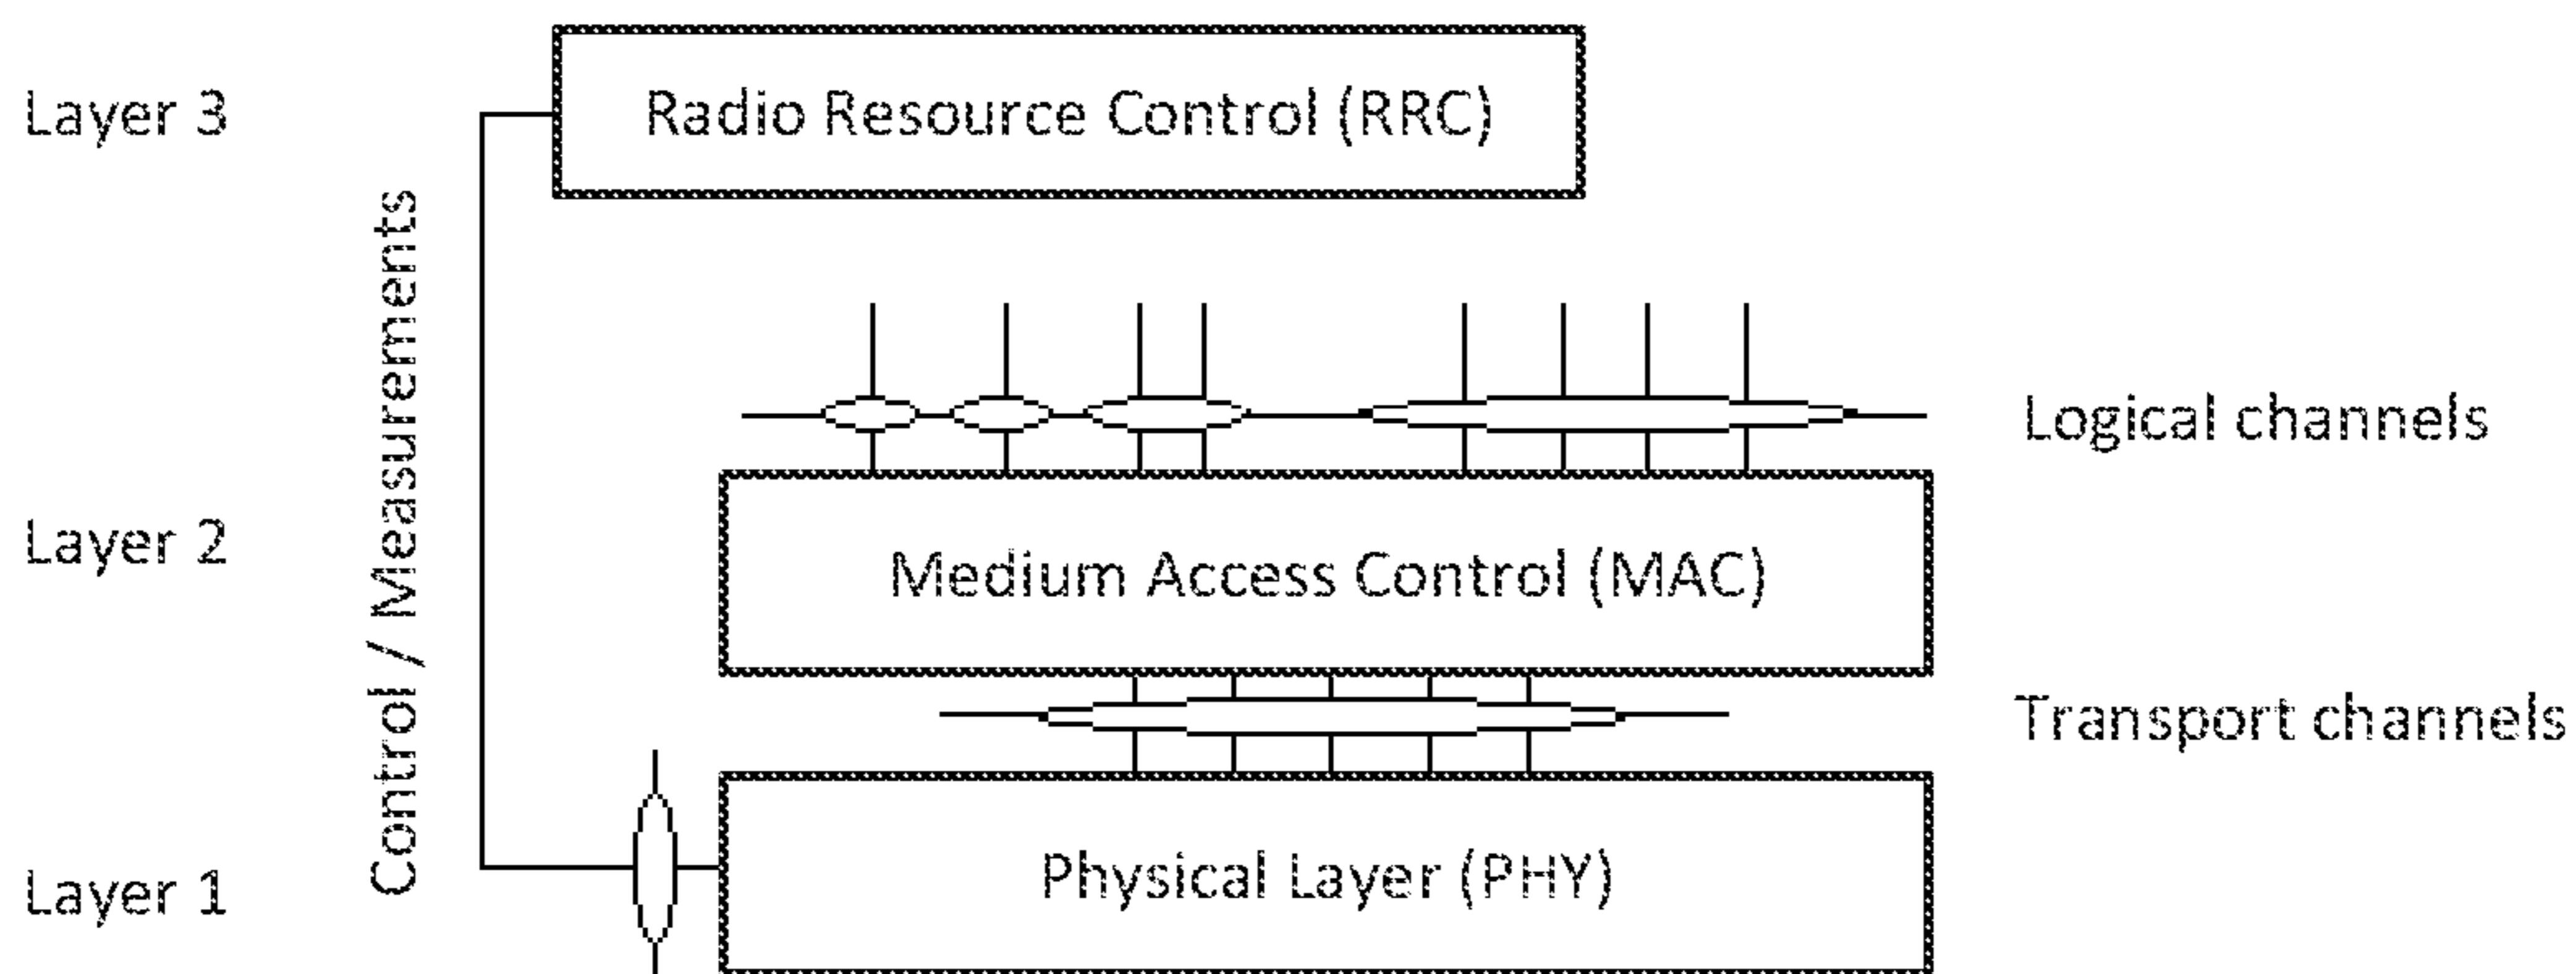 Layer 3
Radio Resource Control (RRC)
Control / Measurements
Logical channels
Layer 2
Medium Access Control (MAC)
Transport channels
Layer 1
Physical Layer (PHY)